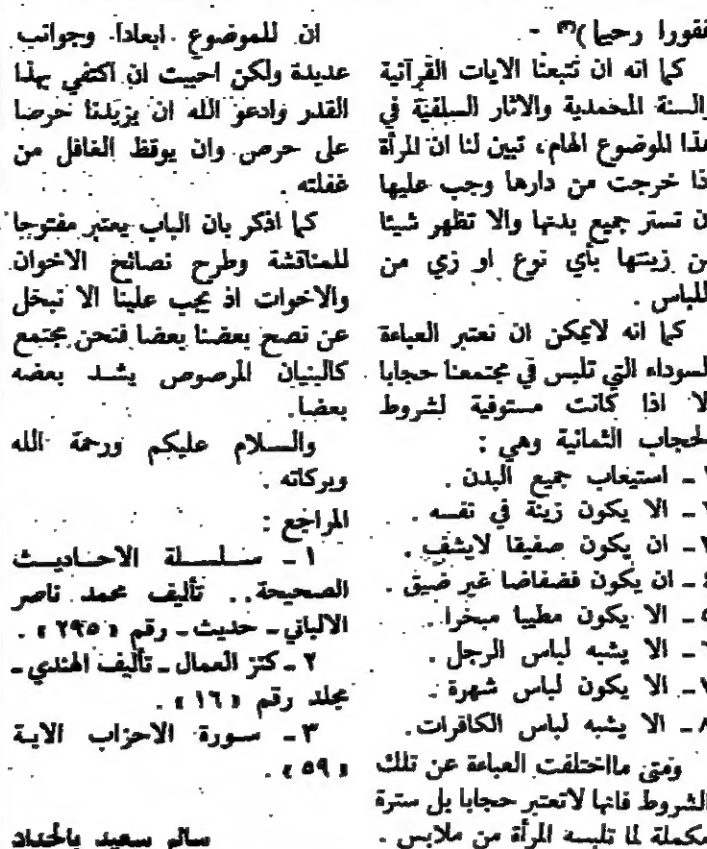 غفورا رحيما)(٣) -
كما انه ان تتبعنا الايات القرآنية
والسنة المحمدية والاثار السلفية في
هذا الموضوع الهام، تبين لنا ان المرأة
اذا خرجت من دارها وجب عليها
ان تستر جميع بدنها والا تظهر شيئا
من زينتها بأي نوع او زي من
اللباس .
كما انه لايمكن ان نعتبر العباءة
السوداء التي تلبس في مجتمعنا حجابا
الا اذا كانت مستوفية لشروط
الحجاب الثمانية وهي :
١ ـ استيعاب جميع البدن .
٢ ـ الا يكون زينة في نفسه .
٣ ـ ان يكون صفيقا لايشف .
٤ ـ ان يكون فضفاضا غير ضيق .
٥ ـ الا يكون مطيبا مبخرا .
٦ ـ الا يشبه لباس الرجل .
٧ ـ الا يكون لباس شهرة .
٨ ـ الا يشبه لباس الكافرات .
ومتى مااختلفت العباءة عن تلك
الشروط فانها لاتعتبر حجابا بل سترة
مكملة لما تلبسه المرأة من ملابس .
ان للموضوع ابعادا وجوانب
عديدة ولكن احببت ان اكتفي بهذا
القدر وادعو الله ان يزيدنا حرصا
على حرص وان يوقظ الغافل من
غفلته .
كما اذكر بان الباب يعتبر مفتوحا
للمناقشة وطرح نصائح الاخوان
والاخوات اذ يجب علينا الا نبخل
عن نصح بعضنا بعضا فنحن مجتمع
كالبنيان المرصوص يشد بعضه
بعضا .
والسلام عليكم ورحمة الله
وبركاته .
المراجع :
١ ـ سلسلة الاحاديث
الصحيحة .. تأليف محمد ناصر
الالباني ـ حديث ـ رقم «٢٩٥» .
٢ ـ كنز العمال ـ تأليف الهندي ـ
مجلد رقم «١٦» .
٣ ـ سورة الاحزاب الاية
«٥٩» .
سالم سعيد بالحداد